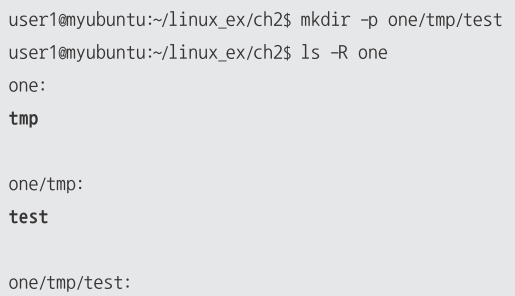 user1@myubuntu:~/linux_ex/ch2$ mkdir -p one/tmp/test
user1@myubuntu:~/linux_ex/ch2$ ls -R one
one:
tmp
one/tmp:
test
one/tmp/test: